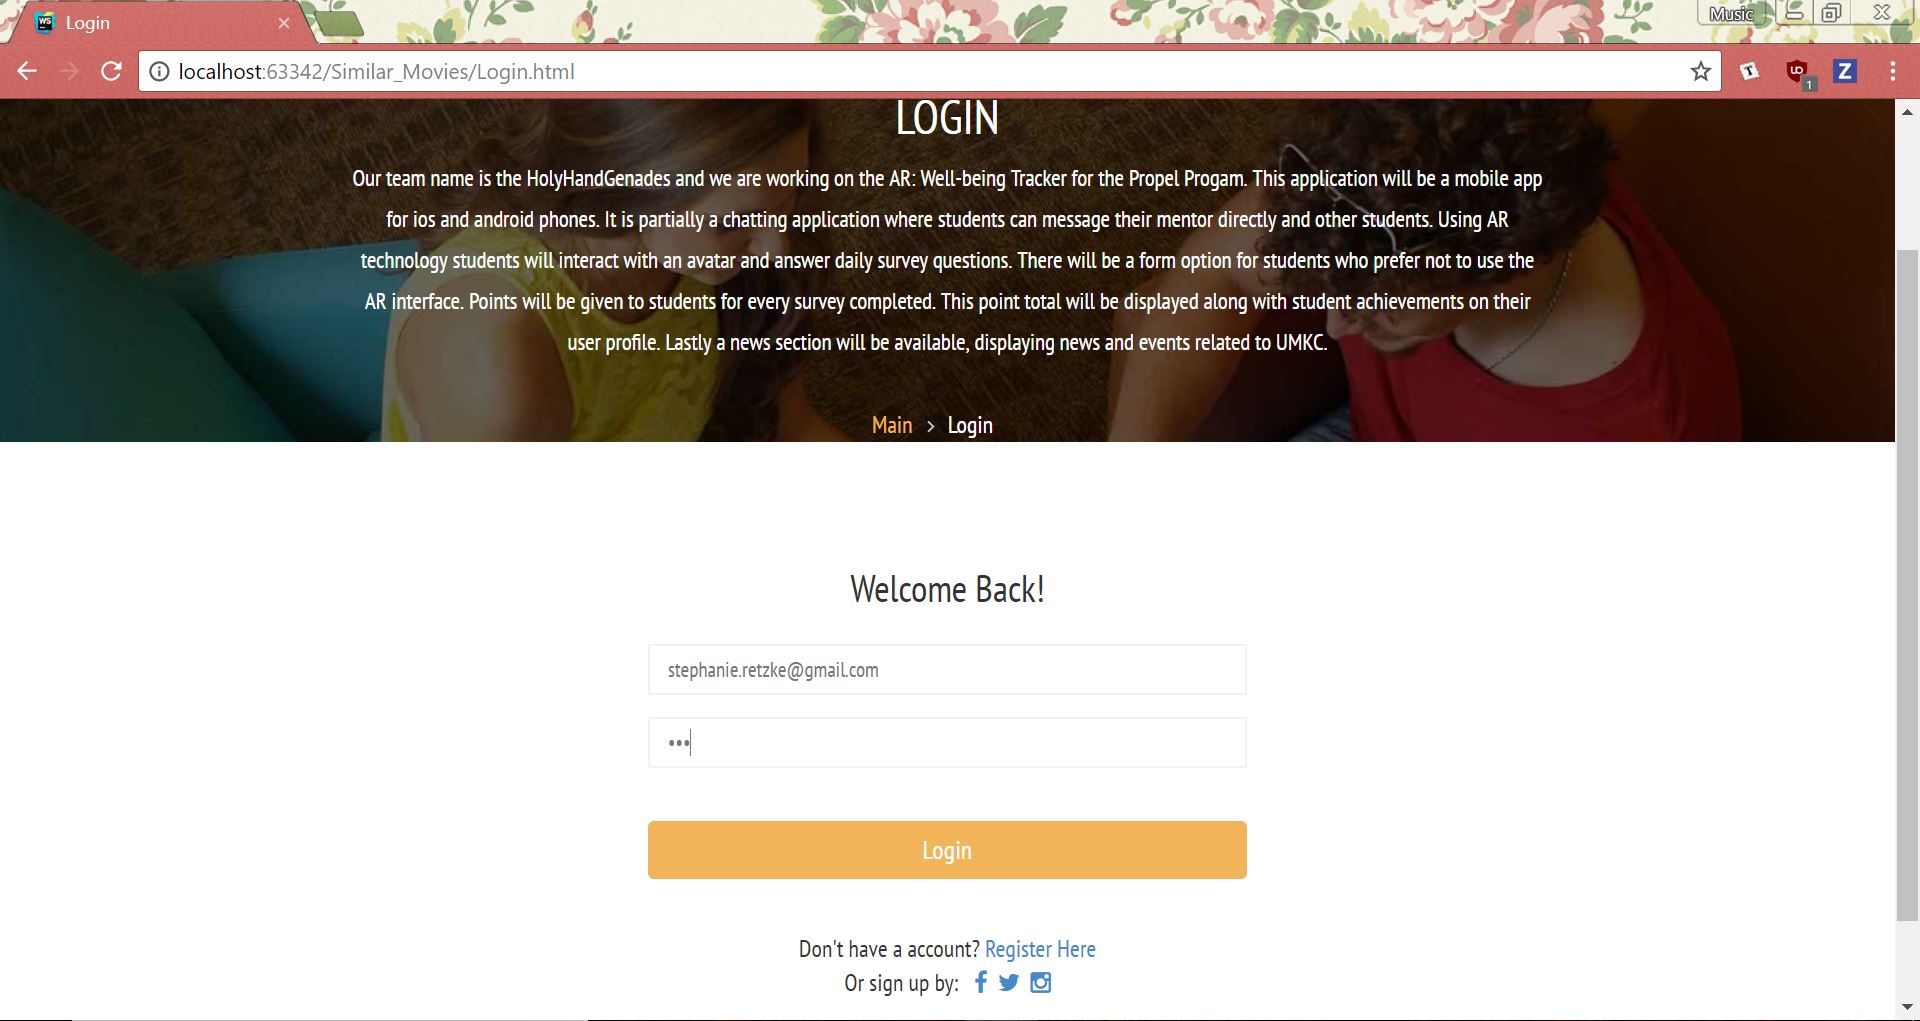 Login
Music
localhost:63342/Similar_Movies/Login.html
1
LOGIN
Our team name is the HolyHandGenades and we are working on the AR: Well-being Tracker for the Propel Progam. This application will be a mobile app
for ios and android phones. It is partially a chatting application where students can message their mentor directly and other students. Using AR
technology students will interact with an avatar and answer daily survey questions. There will be a form option for students who prefer not to use the
AR interface. Points will be given to students for every survey completed. This point total will be displayed along with student achievements on their
user profile. Lastly a news section will be available, displaying news and events related to UMKC.
Main > Login
Welcome Back!
stephanie.retzke@gmail.com
•••
Login
Don't have a account? Register Here
Or sign up by: